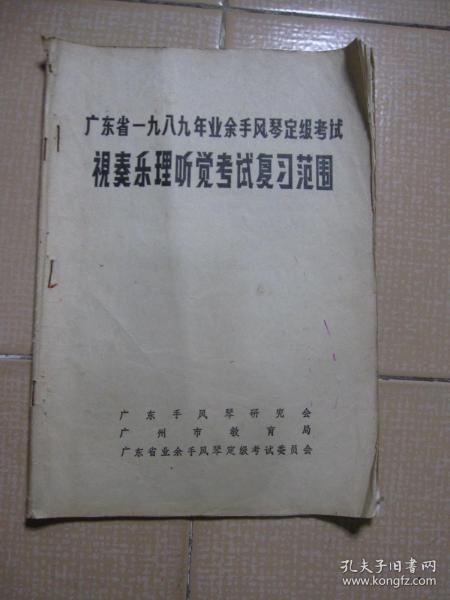 广东省一九八九年业余手风琴定级考试
視奏乐理听觉考试复习范围
广东手风琴研究会
广州市教育局
广东省业余手风琴定级考试委员会
孔夫子旧书网
www.kongfz.com